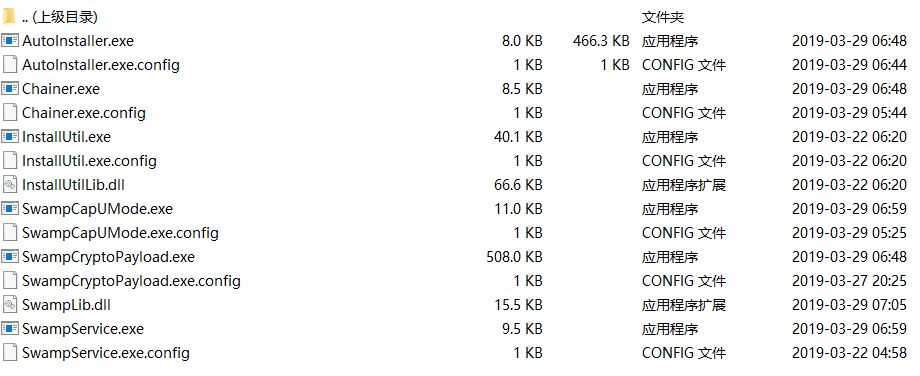 .. (上级目录) 文件夹
AutoInstaller.exe 8.0 KB 466.3 KB 应用程序 2019-03-29 06:48
AutoInstaller.exe.config 1 KB 1 KB CONFIG 文件 2019-03-29 06:44
Chainer.exe 8.5 KB 应用程序 2019-03-29 06:48
Chainer.exe.config 1 KB CONFIG 文件 2019-03-29 05:44
InstallUtil.exe 40.1 KB 应用程序 2019-03-22 06:20
InstallUtil.exe.config 1 KB CONFIG 文件 2019-03-22 06:20
InstallUtilLib.dll 66.6 KB 应用程序扩展 2019-03-22 06:20
SwampCapUMode.exe 11.0 KB 应用程序 2019-03-29 06:59
SwampCapUMode.exe.config 1 KB CONFIG 文件 2019-03-29 05:25
SwampCryptoPayload.exe 508.0 KB 应用程序 2019-03-29 06:48
SwampCryptoPayload.exe.config 1 KB CONFIG 文件 2019-03-27 20:25
SwampLib.dll 15.5 KB 应用程序扩展 2019-03-29 07:05
SwampService.exe 9.5 KB 应用程序 2019-03-29 06:59
SwampService.exe.config 1 KB CONFIG 文件 2019-03-22 04:58